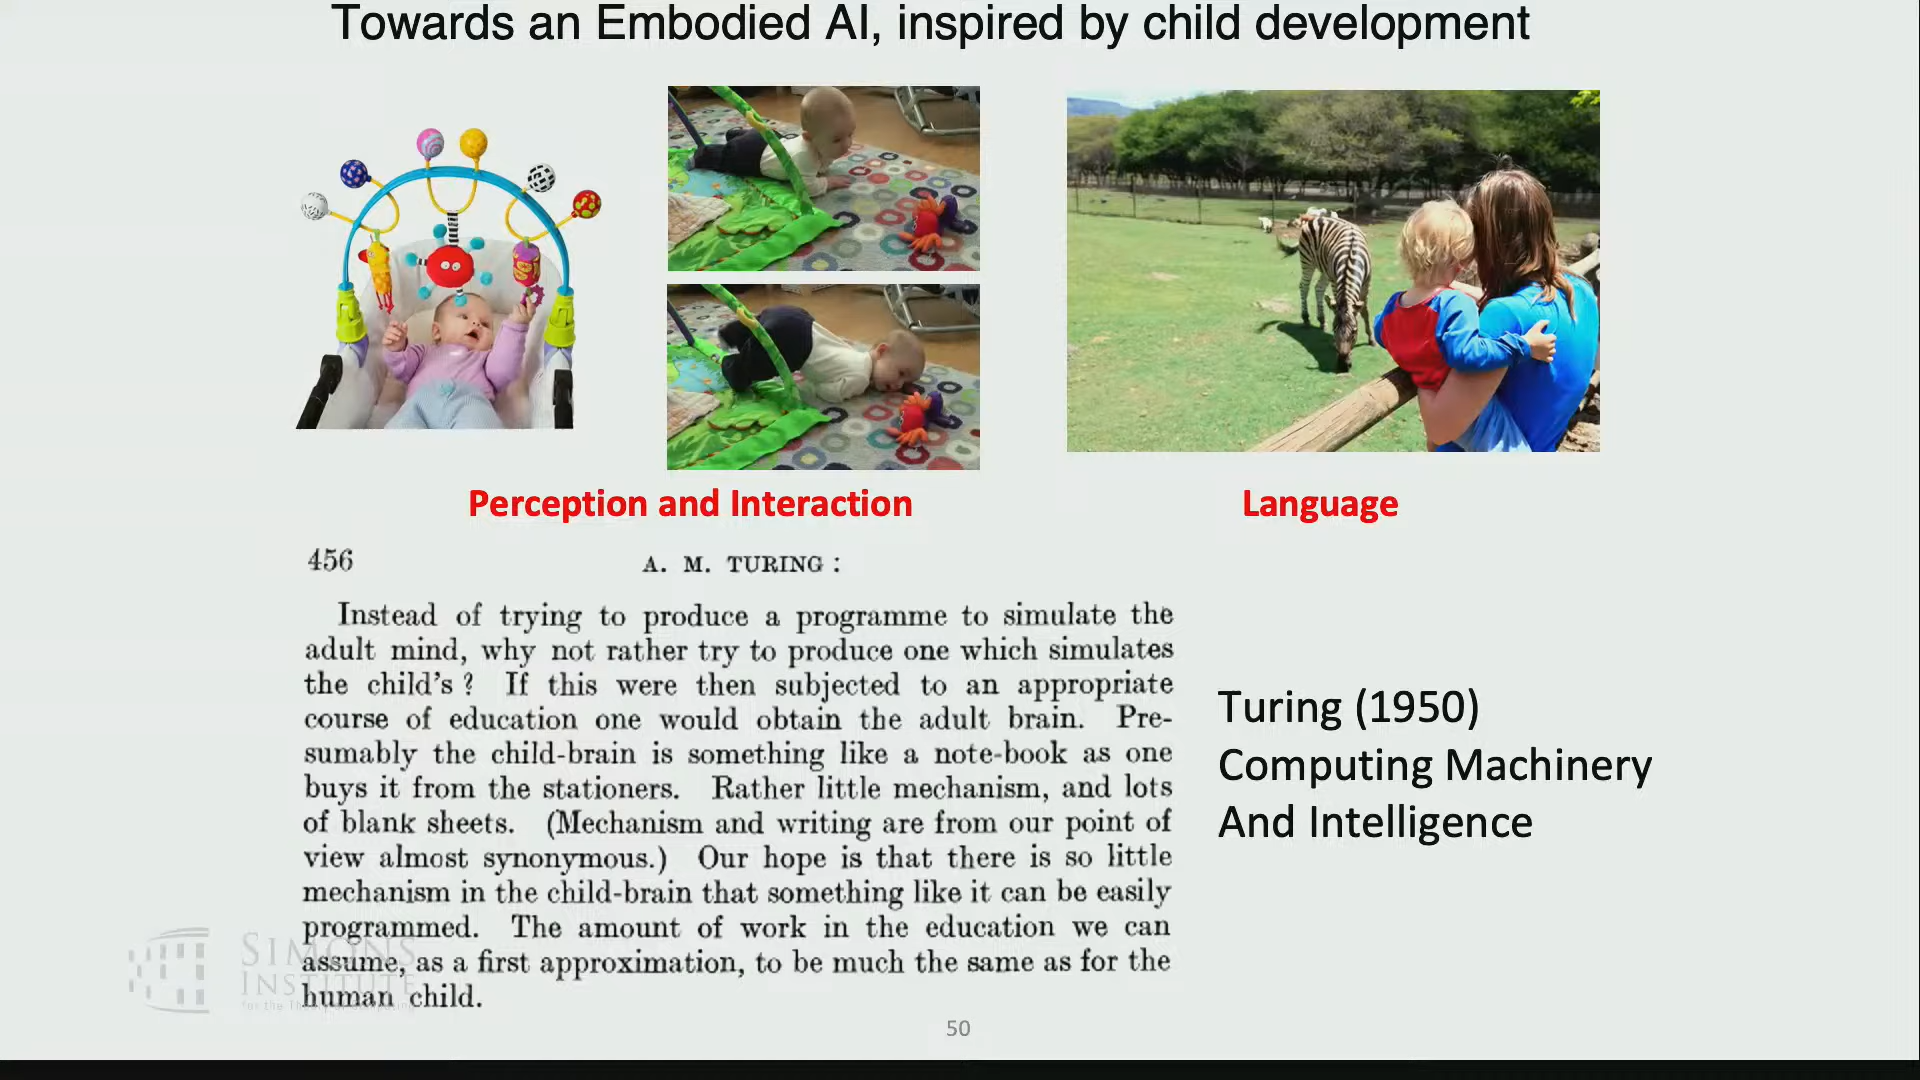 Towards an Embodied AI, inspired by child development
Perception and Interaction
Language
456
A. M. TURING :
Instead of trying to produce a programme to simulate the
adult mind, why not rather try to produce one which simulates
the child's ? If this were then subjected to an appropriate
course of education one would obtain the adult brain. Pre-
sumably the child-brain is something like a note-book as one
buys it from the stationers. Rather little mechanism, and lots
of blank sheets. (Mechanism and writing are from our point of
view almost synonymous.) Our hope is that there is so little
mechanism in the child-brain that something like it can be easily
programmed. The amount of work in the education we can
assume, as a first approximation, to be much the same as for the
human child.
Turing (1950)
Computing Machinery
And Intelligence
SIMONS
INSTITUTE
for the
50